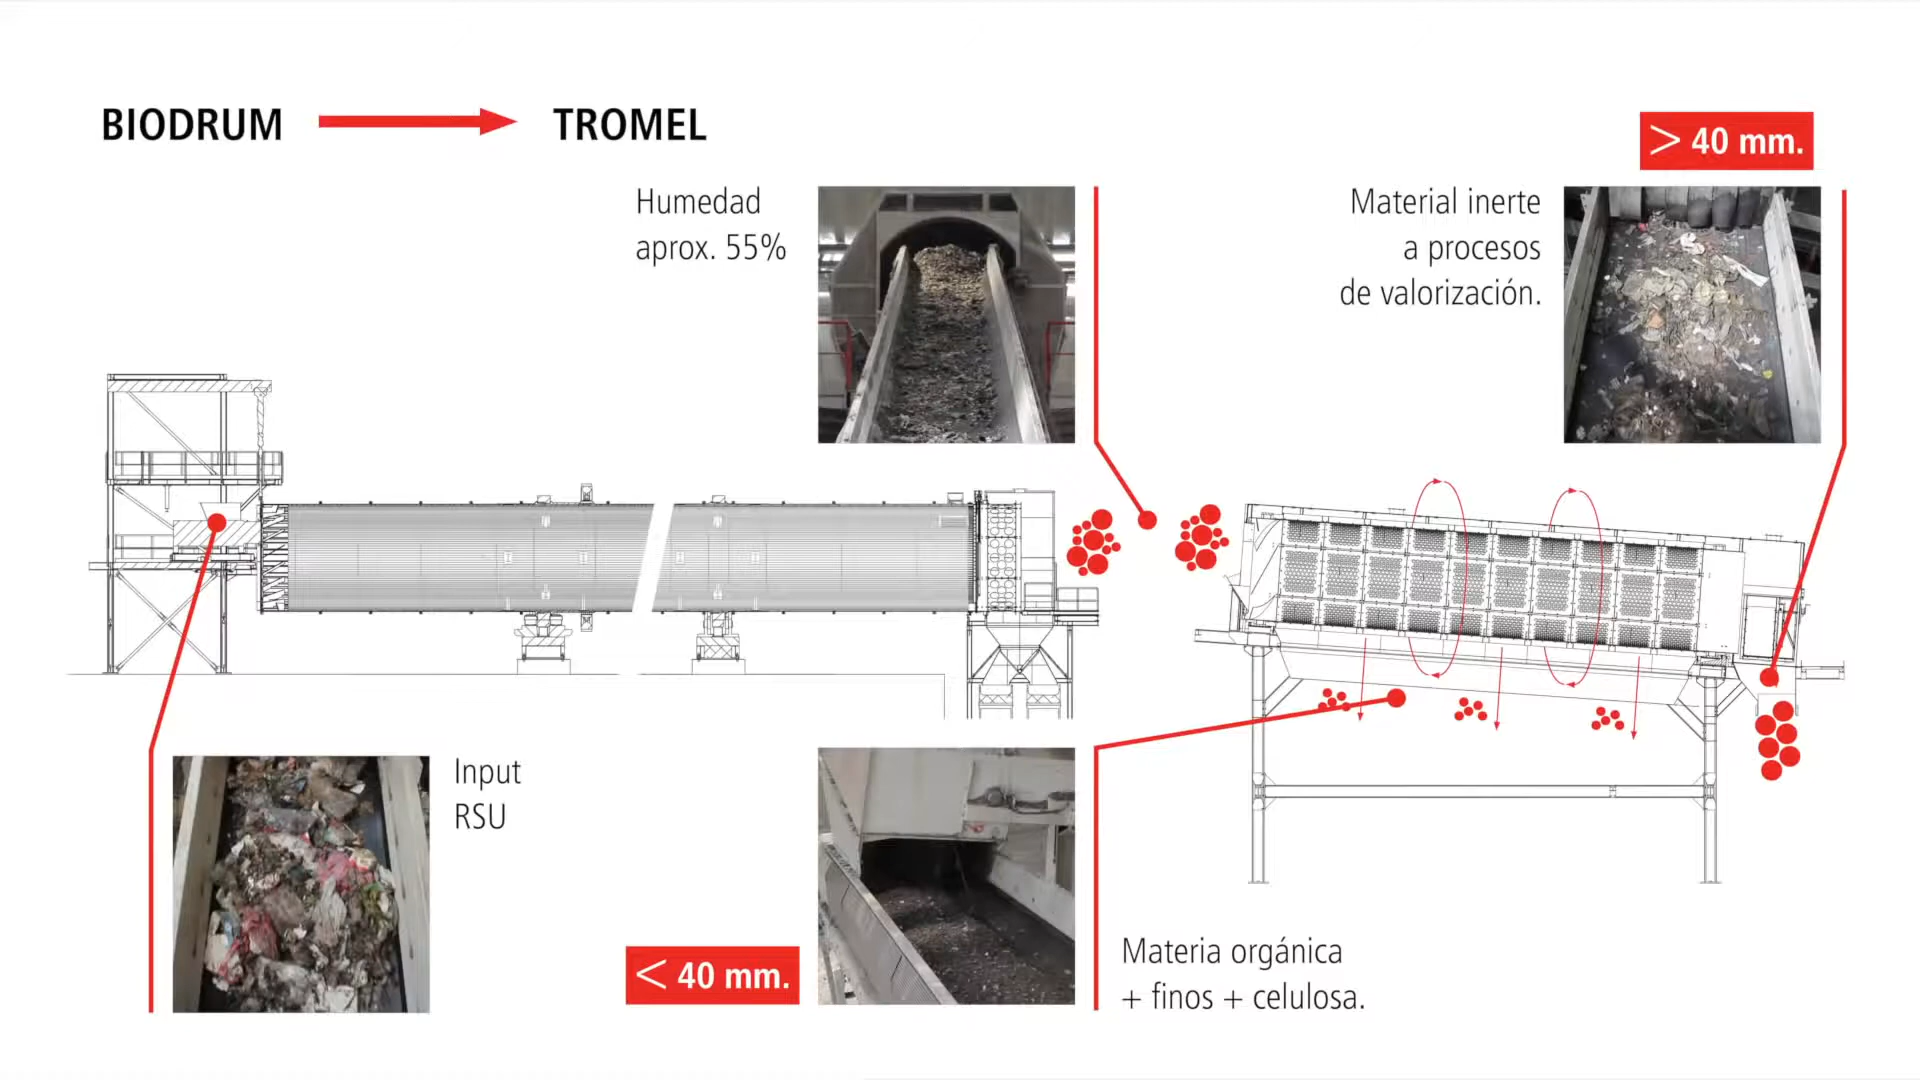 BIODRUM
TROMEL
> 40 mm.
Humedad
aprox. 55%
Material inerte
a procesos
de valorización.
Input
RSU
< 40 mm.
Materia orgánica
+ finos + celulosa.